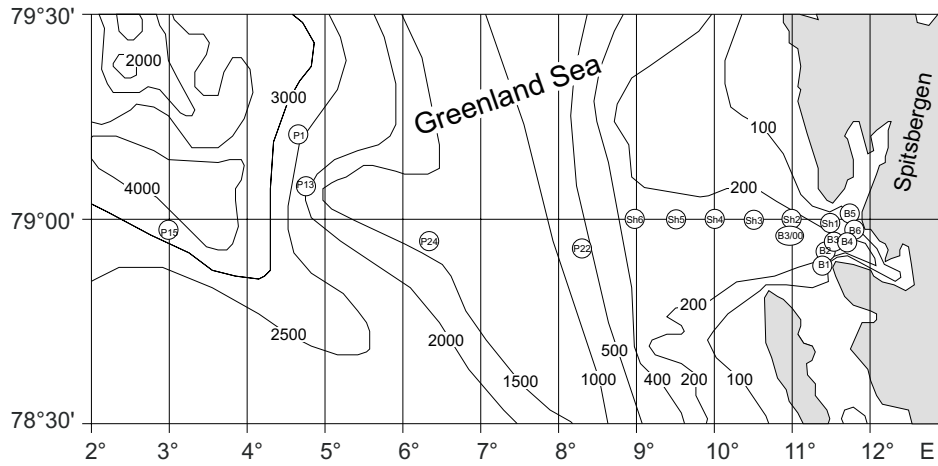 79°30'
2000
3000
Greenland Sea
100
Spitsbergen
P1
4000
P13
200
79°00'
P15
P24
P22
Sh6
Sh5
Sh4
Sh3
Sh2
Sh1
B5
B3/00
B3
B6
B4
B2
B1
2500
2000
1500
1000
500
400
200
200
100
78°30'
2° 3° 4° 5° 6° 7° 8° 9° 10° 11° 12° E